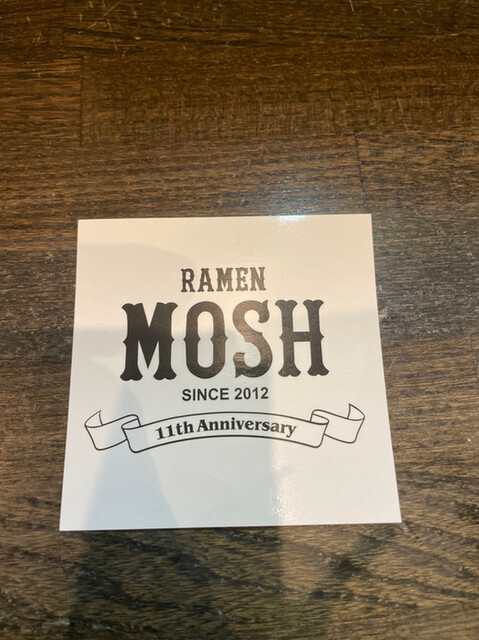 RAMEN
MOSH
SINCE 2012
11th Anniversary